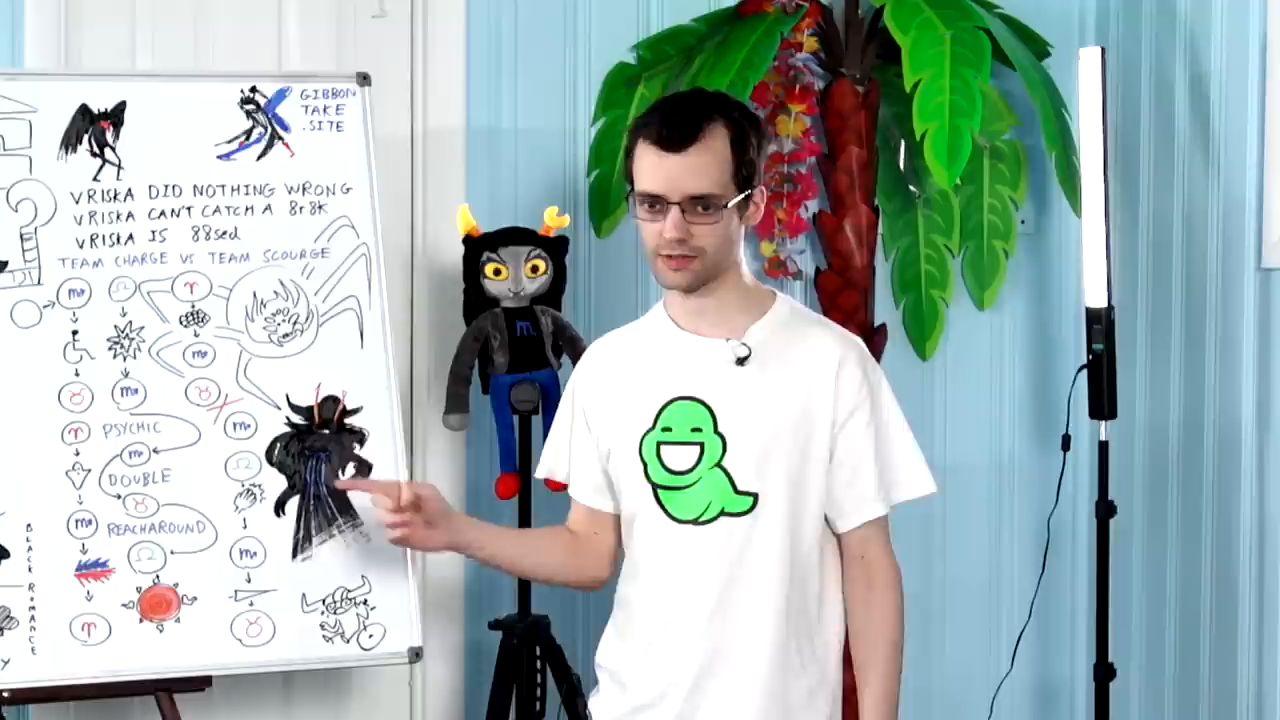 GIBBON
TAKE
.SITE
VRISKA DID NOTHING WRONG
VRISKA CAN'T CATCH A 8r8k
VRISKA IS 88sed
TEAM CHARGE VS TEAM SCOURGE
PSYCHIC
DOUBLE
REACHAROUND
BLACK ROMANCE